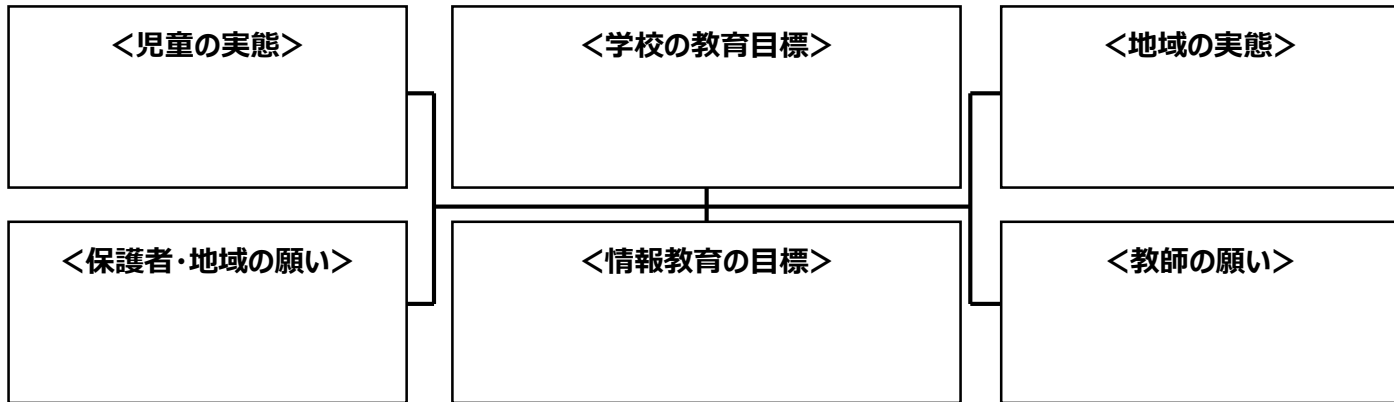 ＜児童の実態＞
＜学校の教育目標＞
＜地域の実態＞
＜保護者・地域の願い＞
＜情報教育の目標＞
＜教師の願い＞